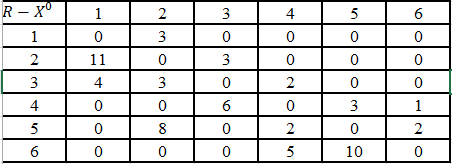 R − X⁰ 1 2 3 4 5 6
1 0 3 0 0 0 0
2 11 0 3 0 0 0
3 4 3 0 2 0 0
4 0 0 6 0 3 1
5 0 8 0 2 0 2
6 0 0 0 5 10 0